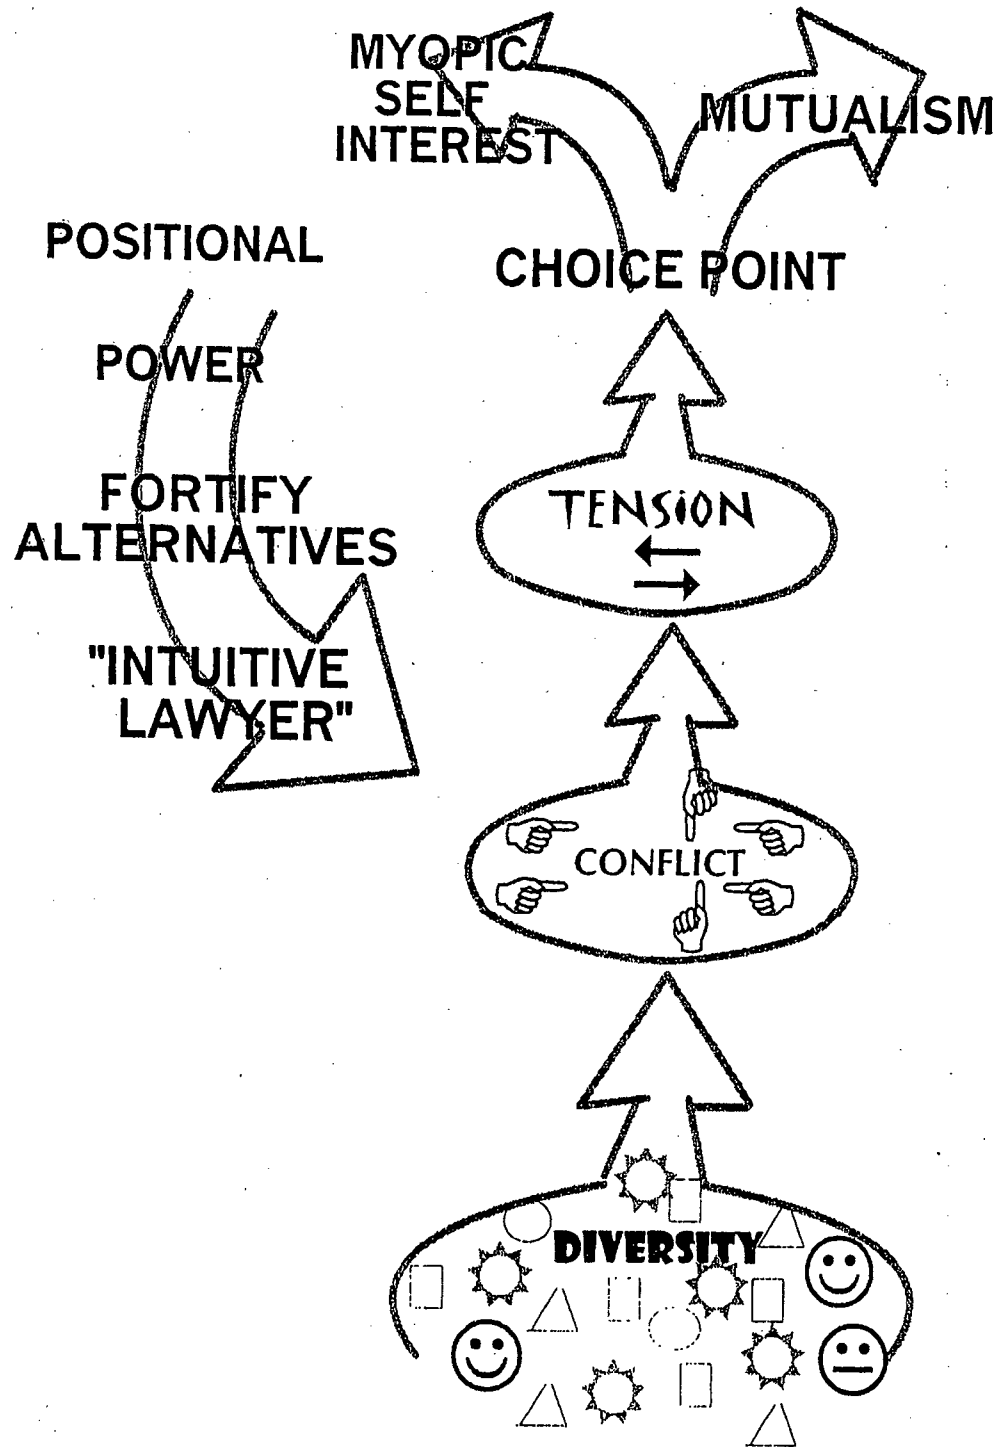 MYOPIC
SELF
INTEREST
MUTUALISM
POSITIONAL
CHOICE POINT
POWER
FORTIFY
ALTERNATIVES
TENSiON
"INTUITIVE
LAWYER"
CONFLICT
DIVERSITY